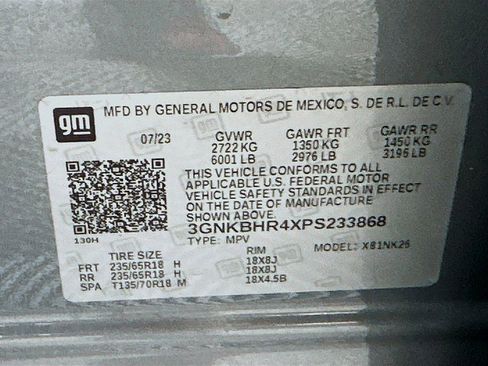 gm
MFD BY GENERAL MOTORS DE MEXICO, S. DE R.L. DE C.V.
07/23 GVWR GAWR FRT GAWR RR
2722 KG 1350 KG 1450 KG
6001 LB 2976 LB 3196 LB
THIS VEHICLE CONFORMS TO ALL
APPLICABLE U.S. FEDERAL MOTOR
VEHICLE SAFETY STANDARDS IN EFFECT
ON THE DATE OF MANUFACTURE
SHOWN ABOVE.
3GNKBHR4XPS233868
130H TYPE: MPV MODEL: X81NK26
TIRE SIZE RIM
FRT 235/65R18 H 18X8J
RR 235/65R18 H 18X8J
SPA T135/70R18 M 18X4.5B